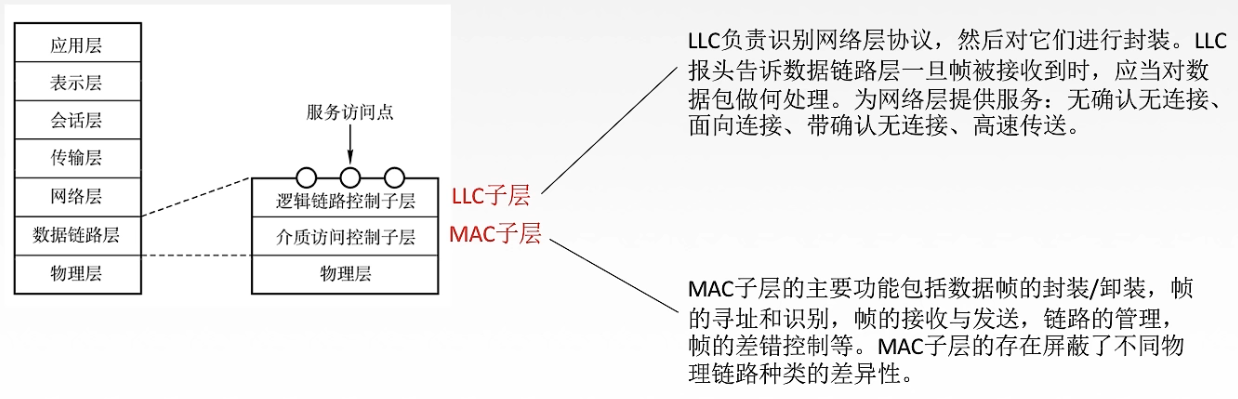 应用层
表示层
会话层
传输层
网络层
数据链路层
物理层
服务访问点
逻辑链路控制子层
介质访问控制子层
物理层
LLC子层
MAC子层
LLC负责识别网络层协议，然后对它们进行封装。LLC
报头告诉数据链路层一旦帧被接收到时，应当对数
据包做何处理。为网络层提供服务：无确认无连接、
面向连接、带确认无连接、高速传送。
MAC子层的主要功能包括数据帧的封装/卸装，帧
的寻址和识别，帧的接收与发送，链路的管理，
帧的差错控制等。MAC子层的存在屏蔽了不同物
理链路种类的差异性。